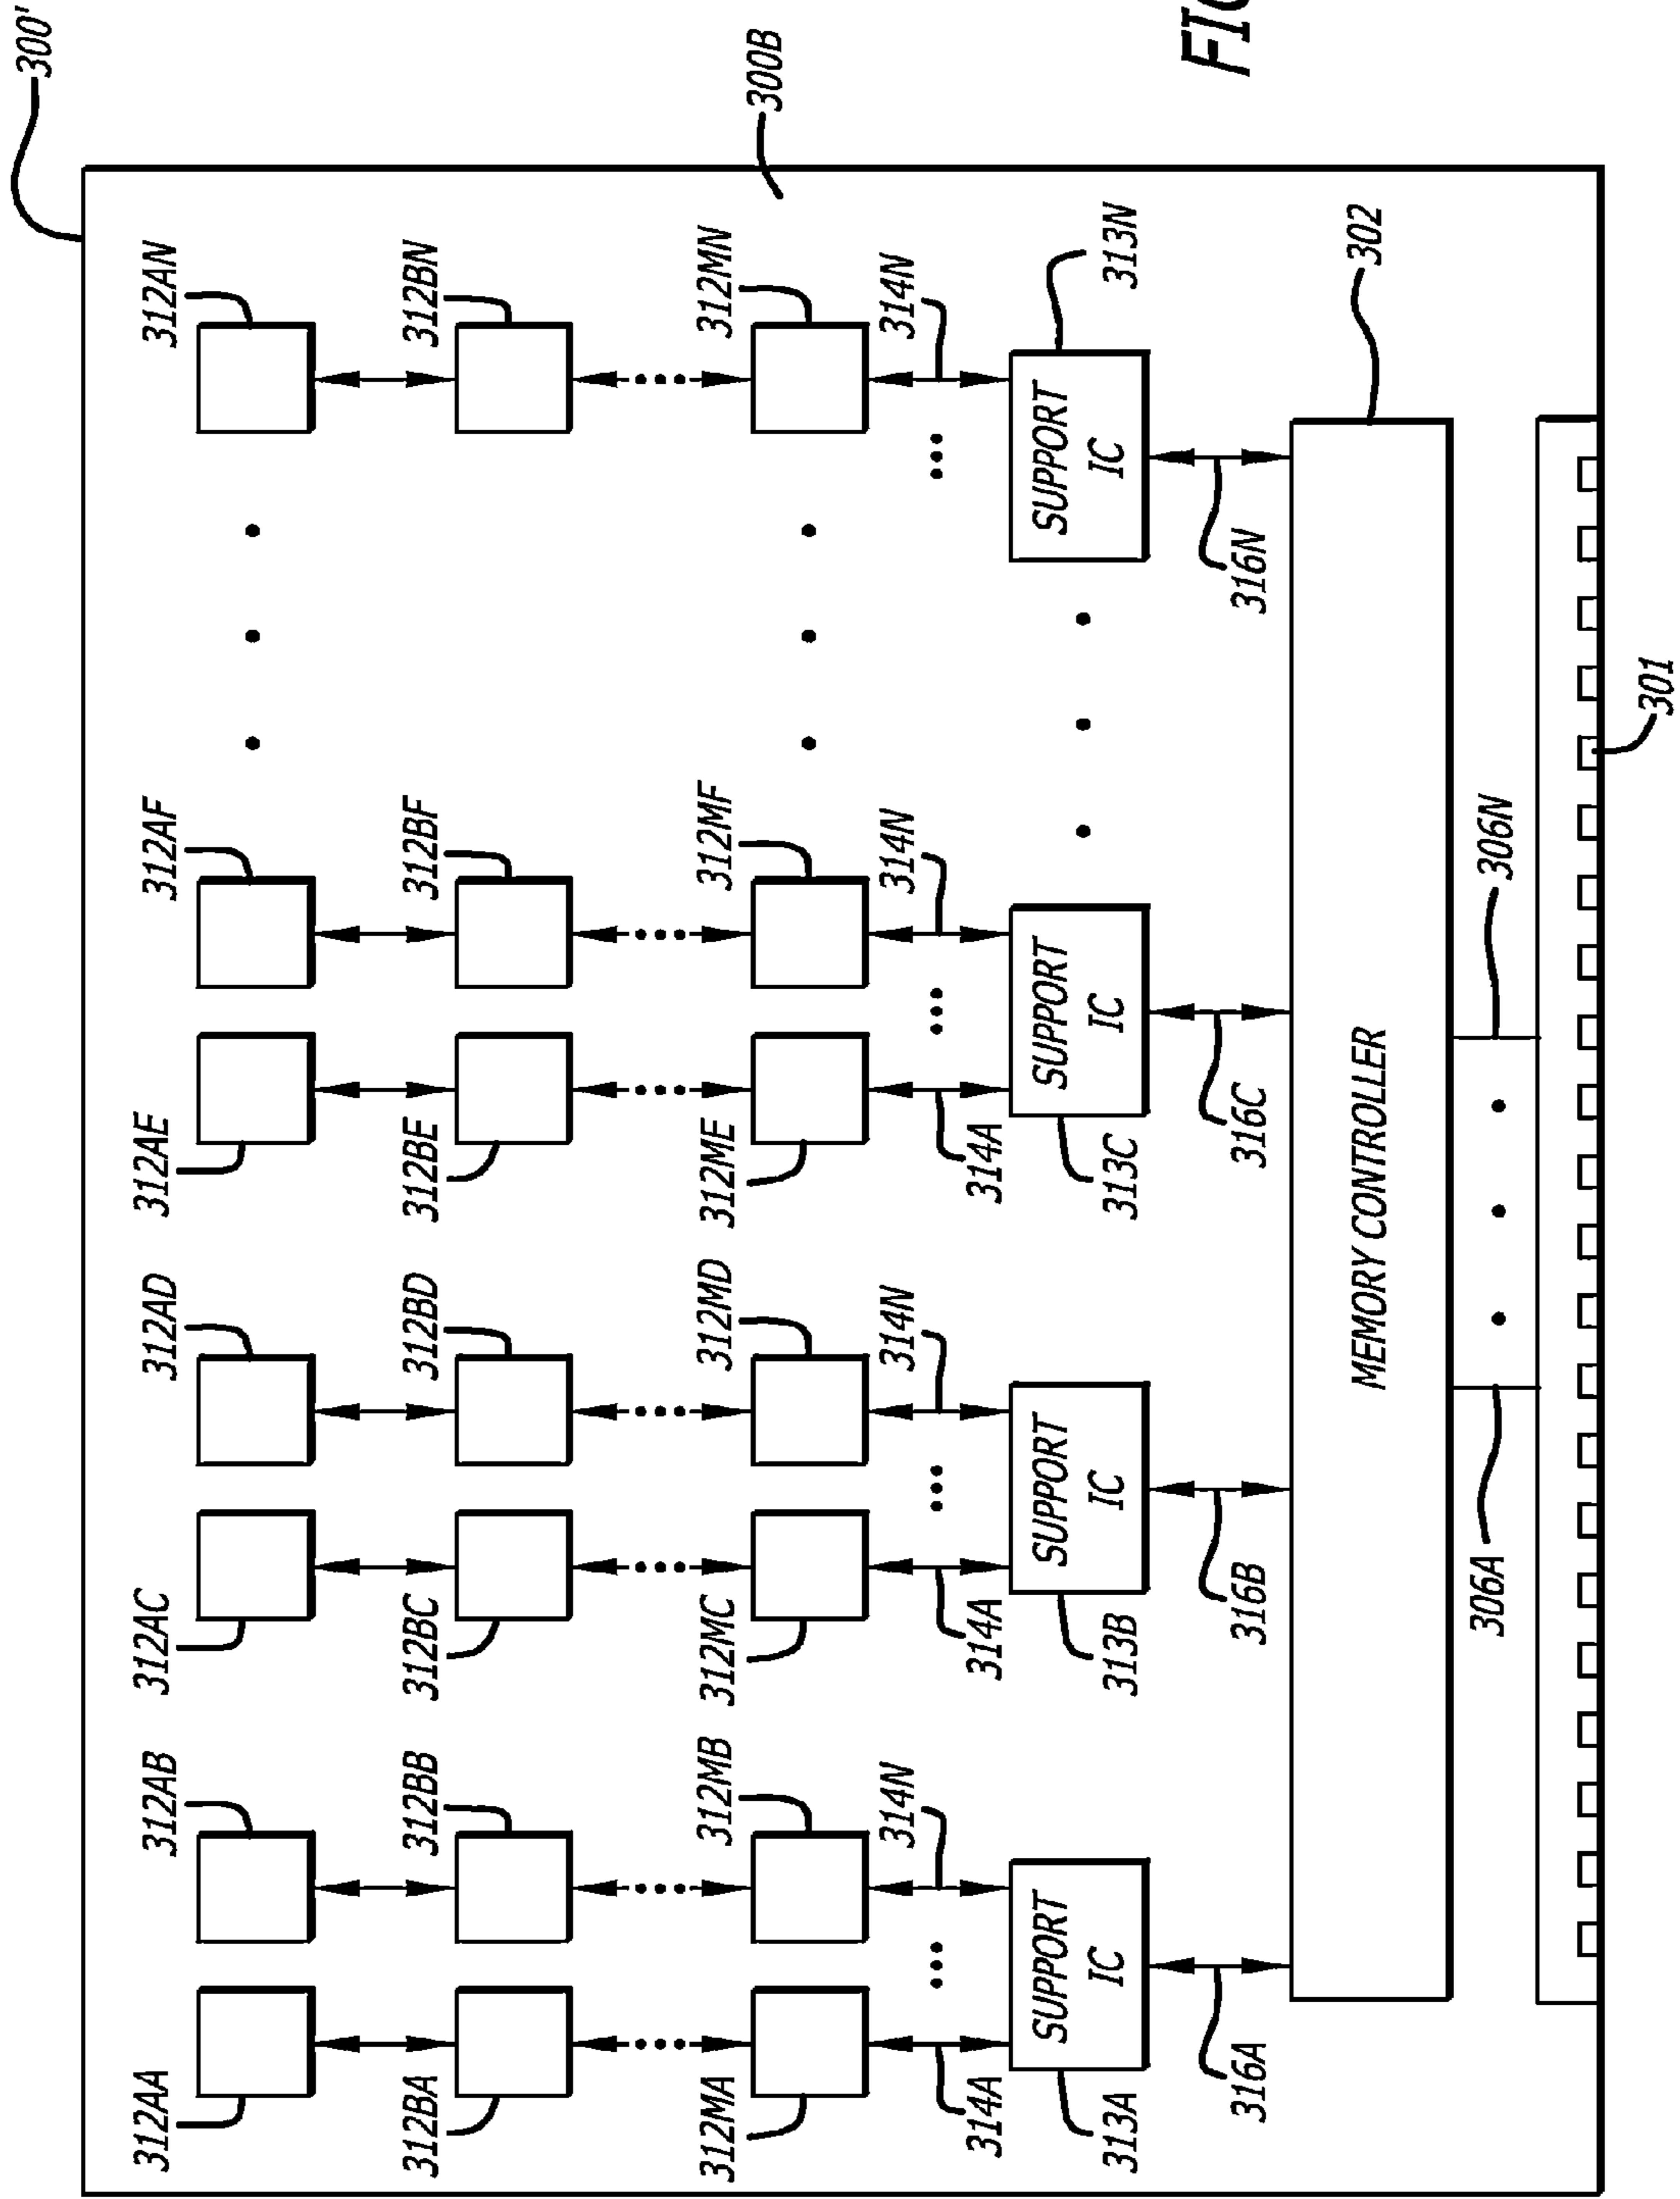 300'
312AA 312AB 312AC 312AD 312AE 312AF 312AN
312BA 312BB 312BC 312BD 312BE 312BF 312BN
312MA 312MB 312MC 312MD 312ME 312MF 312MN
300B
314A 314N 314A 314N 314A 314N 314N
SUPPORT IC
SUPPORT IC
SUPPORT IC
SUPPORT IC
313A 313B 313C 313N
316A 316B 316C 316N
MEMORY CONTROLLER
302
306A 306N
301